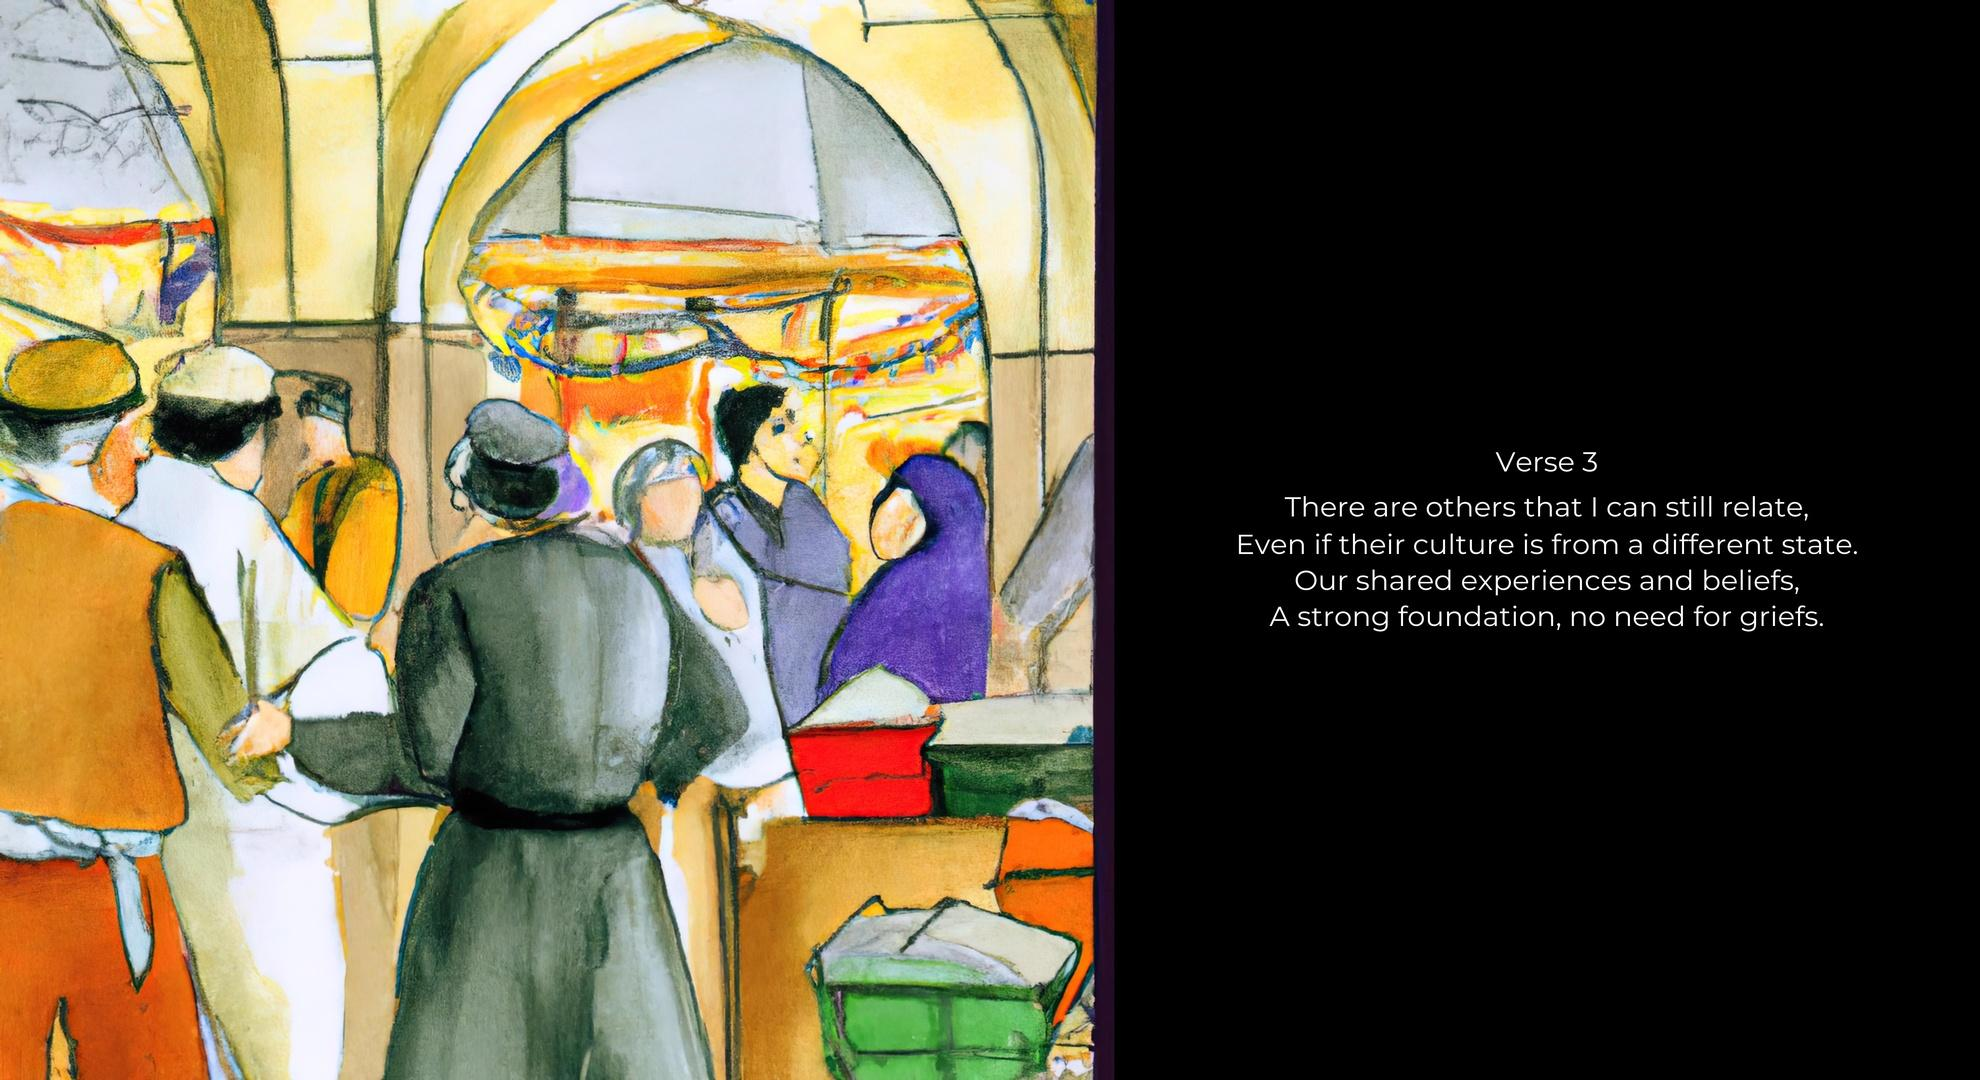 Verse 3
There are others that I can still relate,
Even if their culture is from a different state.
Our shared experiences and beliefs,
A strong foundation, no need for griefs.